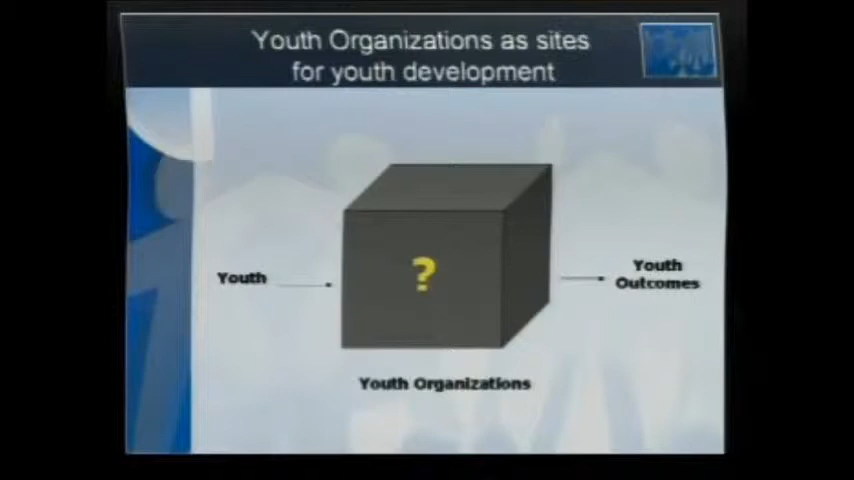 Youth Organizations as sites
for youth development
?
Youth
Youth
Outcomes
Youth Organizations